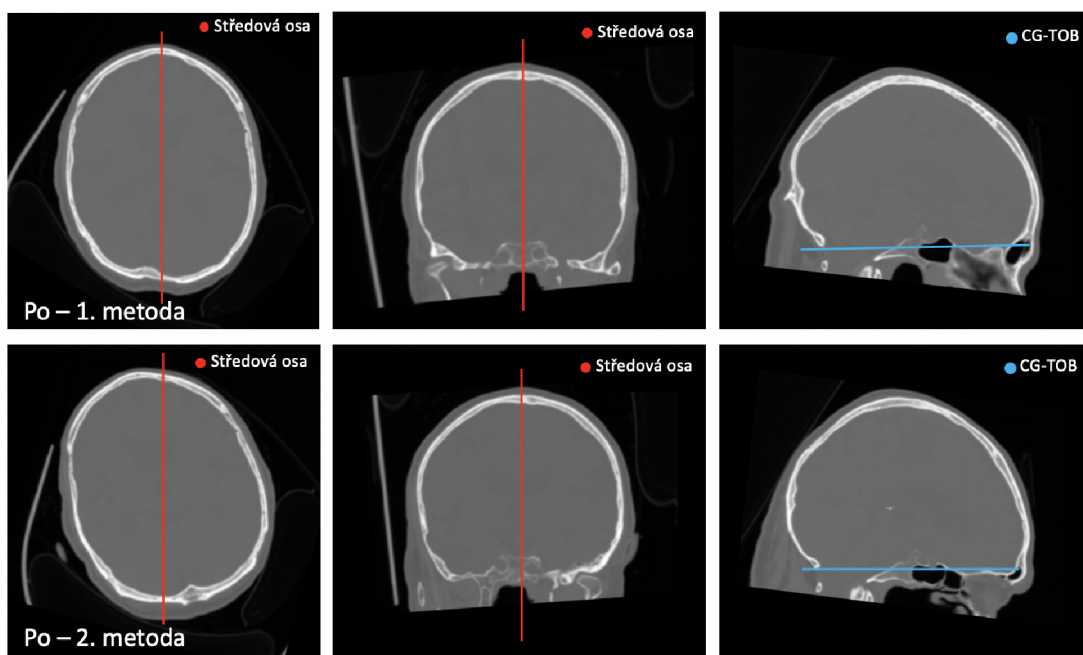 Středová osa
Středová osa
CG-TOB
Po – 1. metoda
Středová osa
Středová osa
CG-TOB
Po – 2. metoda